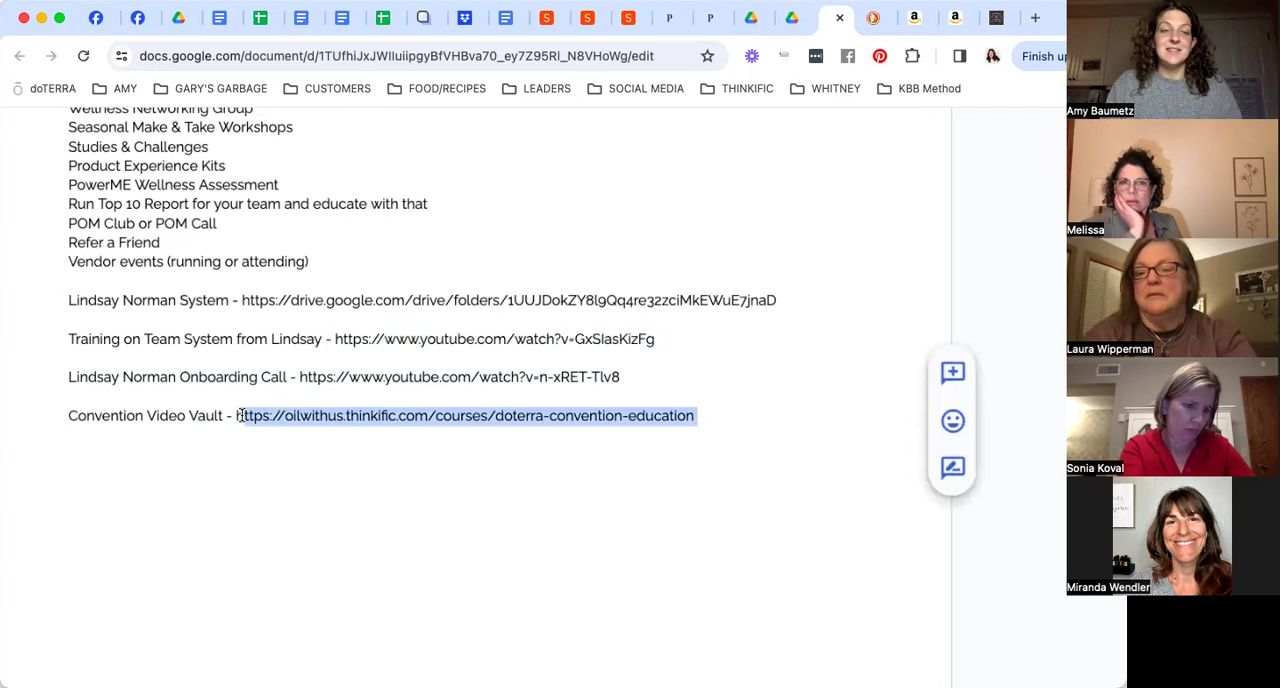 docs.google.com/document/d/1TUfhiJxJWIluiipgyBfVHBva70_ey7Z95Rl_N8VHoWg/edit
Finish u
doTERRA
AMY
GARY'S GARBAGE
CUSTOMERS
FOOD/RECIPES
LEADERS
SOCIAL MEDIA
THINKIFIC
WHITNEY
KBB Method
Wellness Networking Group
Seasonal Make & Take Workshops
Studies & Challenges
Product Experience Kits
PowerME Wellness Assessment
Run Top 10 Report for your team and educate with that
POM Club or POM Call
Refer a Friend
Vendor events (running or attending)
Lindsay Norman System - https://drive.google.com/drive/folders/1UUJDokZY8l9Qq4re32zciMkEWuE7jnaD
Training on Team System from Lindsay - https://www.youtube.com/watch?v=GxSIasKizFg
Lindsay Norman Onboarding Call - https://www.youtube.com/watch?v=n-xRET-Tlv8
Convention Video Vault - https://oilwithus.thinkific.com/courses/doterra-convention-education
Amy Baumetz
Melissa
Laura Wipperman
Sonia Koval
Miranda Wendler